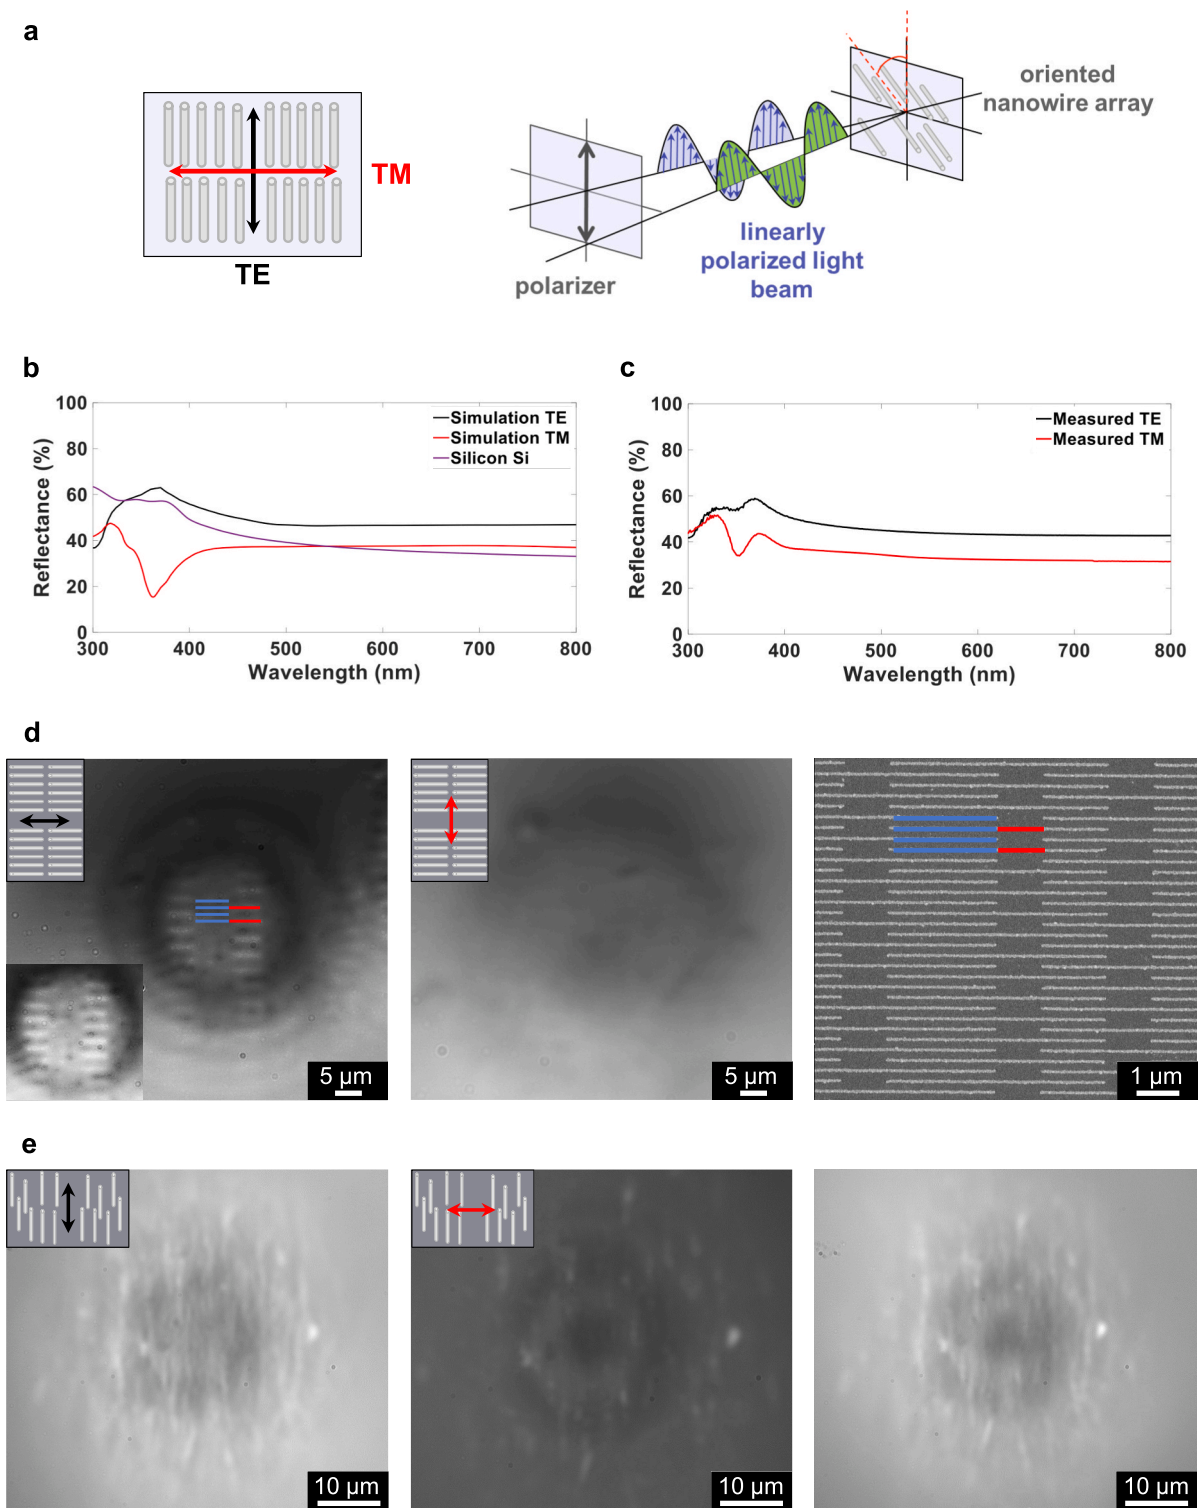 a
TM
TE
polarizer
linearly
polarized light
beam
oriented
nanowire array
b
100
80
60
40
20
0
Reflectance (%)
300 400 500 600 700 800
Wavelength (nm)
Simulation TE
Simulation TM
Silicon Si
c
100
80
60
40
20
0
Reflectance (%)
300 400 500 600 700 800
Wavelength (nm)
Measured TE
Measured TM
d
5 µm
5 µm
1 µm
e
10 µm
10 µm
10 µm